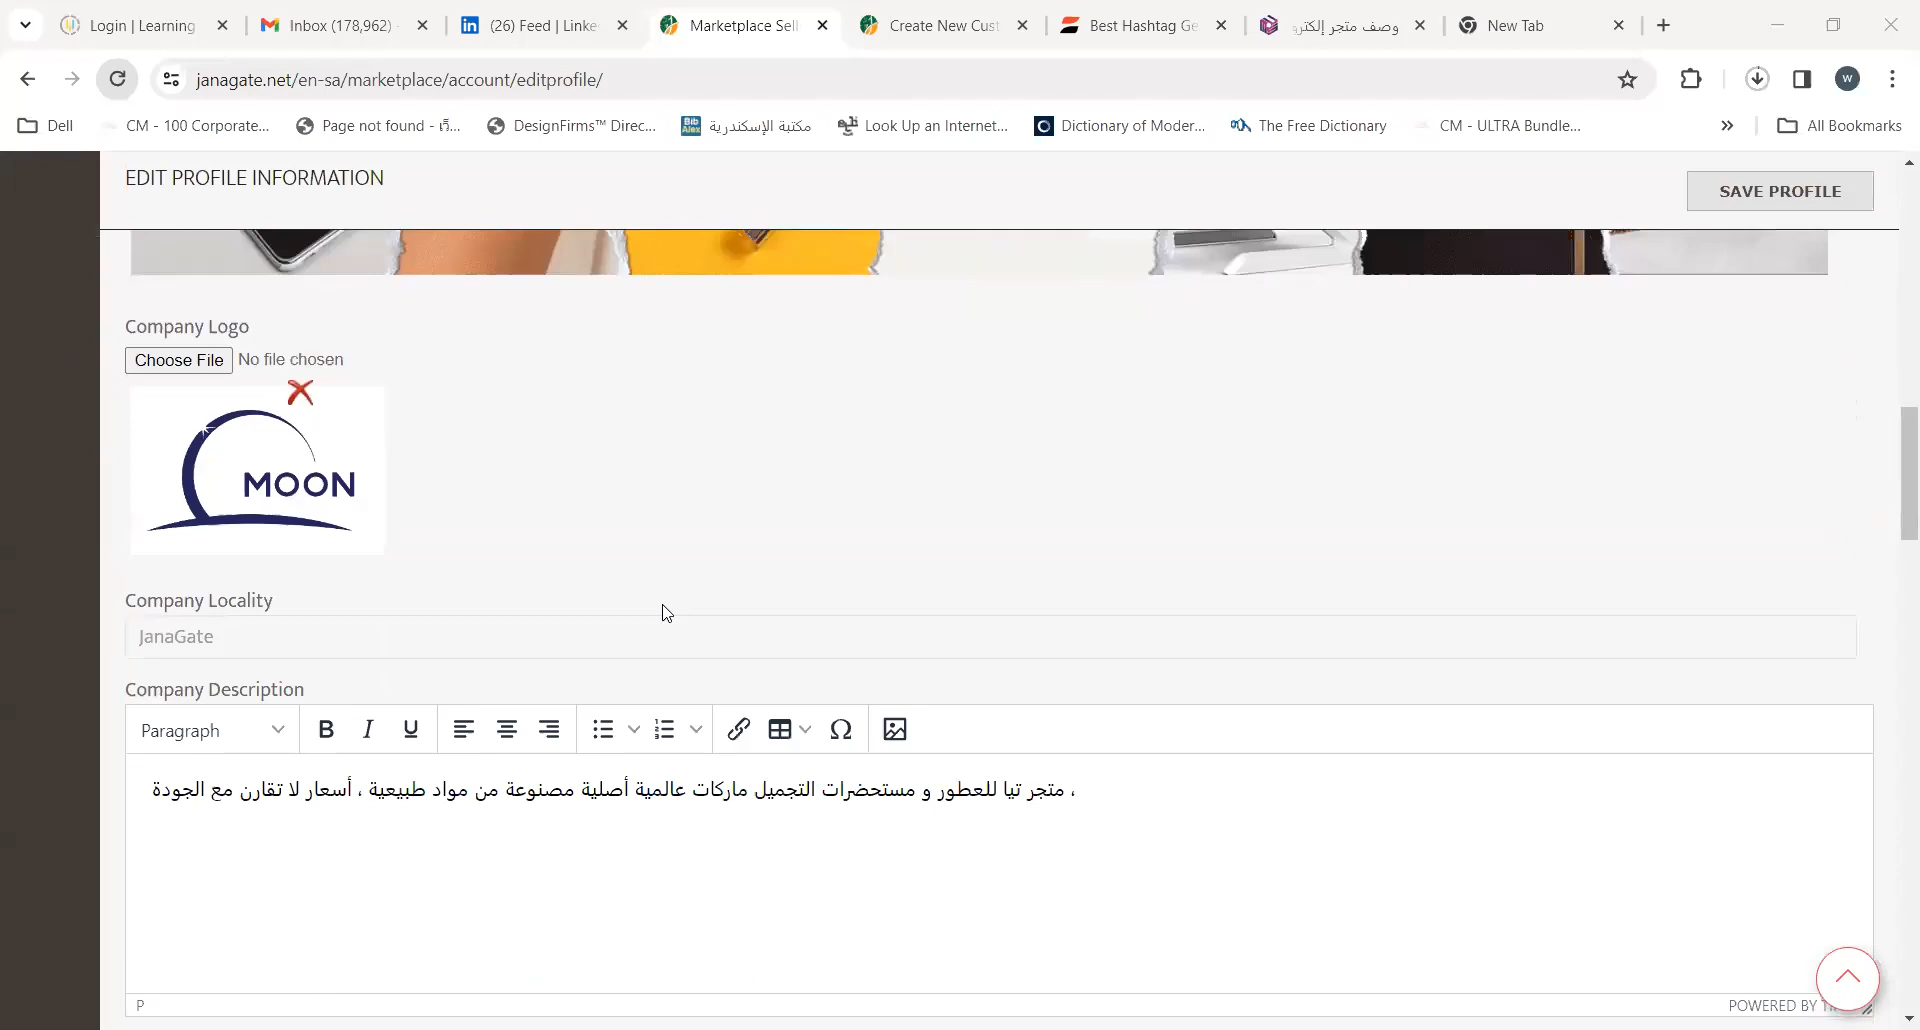 Login | Learning
Inbox (178,962)
(26) Feed | Linke
Marketplace Sell
Create New Cust
Best Hashtag Ge
وصف متجر إلكترو
New Tab
janagate.net/en-sa/marketplace/account/editprofile/
W
Dell
CM - 100 Corporate...
Page not found -
DesignFirms™ Direc...
مكتبة الإسكندرية
Look Up an Internet...
Dictionary of Moder...
The Free Dictionary
CM - ULTRA Bundle...
All Bookmarks
EDIT PROFILE INFORMATION
SAVE PROFILE
Company Logo
Choose File No file chosen
MOON
Company Locality
JanaGate
Company Description
Paragraph
B I U
متجر تيا للعطور و مستحضرات التجميل ماركات عالمية أصلية مصنوعة من مواد طبيعية ، أسعار لا تقارن مع الجودة ،
P
POWERED BY